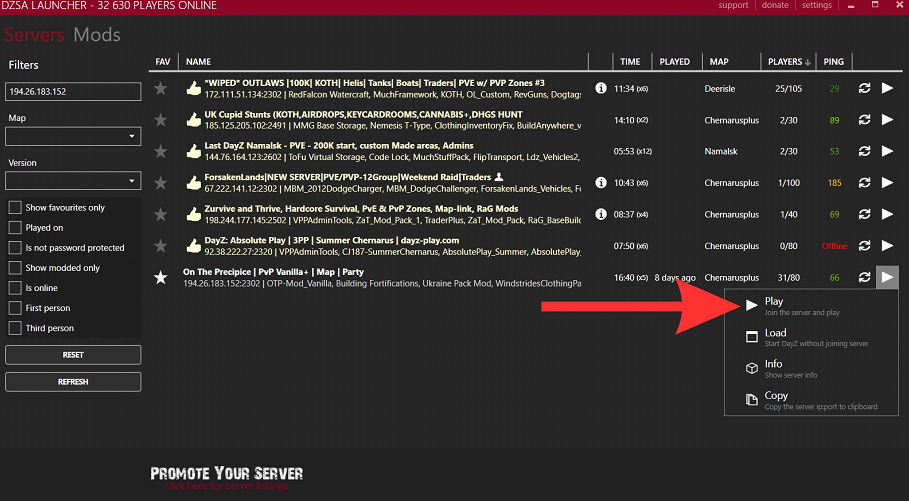 DZSA LAUNCHER - 32 630 PLAYERS ONLINE support donate settings
Servers Mods
Filters
194.26.183.152
Map
Version
Show favourites only
Played on
Is not password protected
Show modded only
Is online
First person
Third person
RESET
REFRESH
FAV NAME TIME PLAYED MAP PLAYERS PING
*WIPED* OUTLAWS |100K| KOTH| Helis| Tanks| Boats| Traders| PVE w/ PVP Zones #3
172.111.51.134:2302 | RedFalcon Watercraft, MuchFramework, KOTH, OL_Custom, RevGuns, Dogtags
11:34 (x6) Deerisle 25/105 29
UK Cupid Stunts (KOTH,AIRDROPS,KEYCARDROOMS,CANNABIS+,DHGS HUNT
185.125.205.102:2491 | MMG Base Storage, Nemesis T-Type, ClothingInventoryFix, BuildAnywhere_v
14:10 (x2) Chernarusplus 2/30 89
Last DayZ Namalsk - PVE - 200K start, custom Made areas, Admins
144.76.164.123:2602 | ToFu Virtual Storage, Code Lock, MuchStuffPack, FlipTransport, Ldz_Vehicles2,
05:53 (x12) Namalsk 2/30 53
ForsakenLands|NEW SERVER|PVE/PVP-12Group|Weekend Raid|Traders
67.222.141.12:2302 | MBM_2012DodgeCharger, MBM_DodgeChallenger, ForsakenLands_Vehicles, Fo
10:43 (x6) Chernarusplus 1/100 185
Zurvive and Thrive, Hardcore Survival, PvE & PvP Zones, Map-link, RaG Mods
198.244.177.145:2502 | VPPAdminTools, ZaT_Mod_Pack_1, TraderPlus, ZaT_Mod_Pack, RaG_BaseBuild
08:37 (x4) Chernarusplus 1/40 69
DayZ: Absolute Play | 3PP | Summer Chernarus | dayz-play.com
92.38.222.27:2320 | VPPAdminTools, CJ187-SummerChernarus, AbsolutePlay_Summer, AbsolutePlay_
07:50 (x6) Chernarusplus 0/80 Offline
On The Precipice | PvP Vanilla+ | Map | Party
194.26.183.152:2302 | OTP-Mod_Vanilla, Building Fortifications, Ukraine Pack Mod, WindstridesClothingPa
16:40 (x5) 8 days ago Chernarusplus 31/80 66
Play
Join the server and play
Load
Start DayZ without joining server
Info
Show server info
Copy
Copy the server ip:port to clipboard
PROMOTE YOUR SERVER
click here for server listings